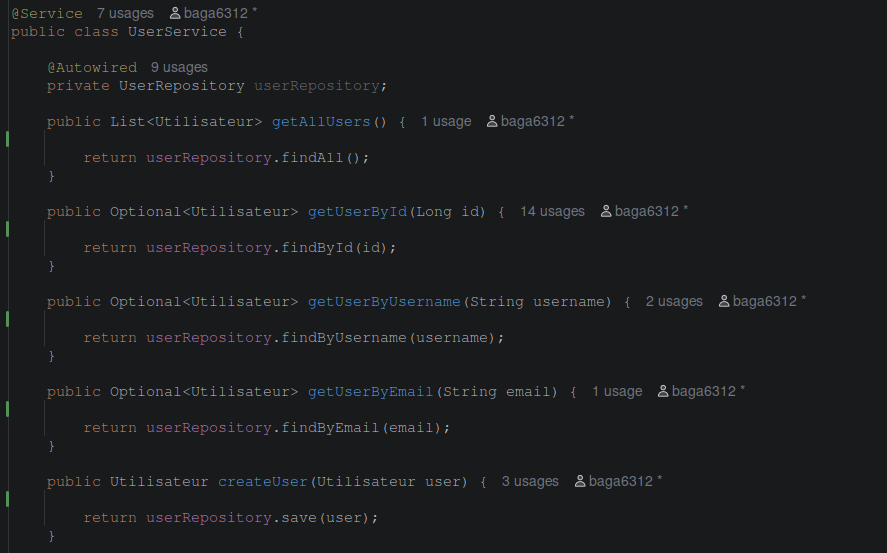 @Service 7 usages baga6312 *
public class UserService {
@Autowired 9 usages
private UserRepository userRepository;
public List<Utilisateur> getAllUsers() { 1 usage baga6312 *
return userRepository.findAll();
}
public Optional<Utilisateur> getUserById(Long id) { 14 usages baga6312 *
return userRepository.findById(id);
}
public Optional<Utilisateur> getUserByUsername(String username) { 2 usages baga6312 *
return userRepository.findByUsername(username);
}
public Optional<Utilisateur> getUserByEmail(String email) { 1 usage baga6312 *
return userRepository.findByEmail(email);
}
public Utilisateur createUser(Utilisateur user) { 3 usages baga6312 *
return userRepository.save(user);
}